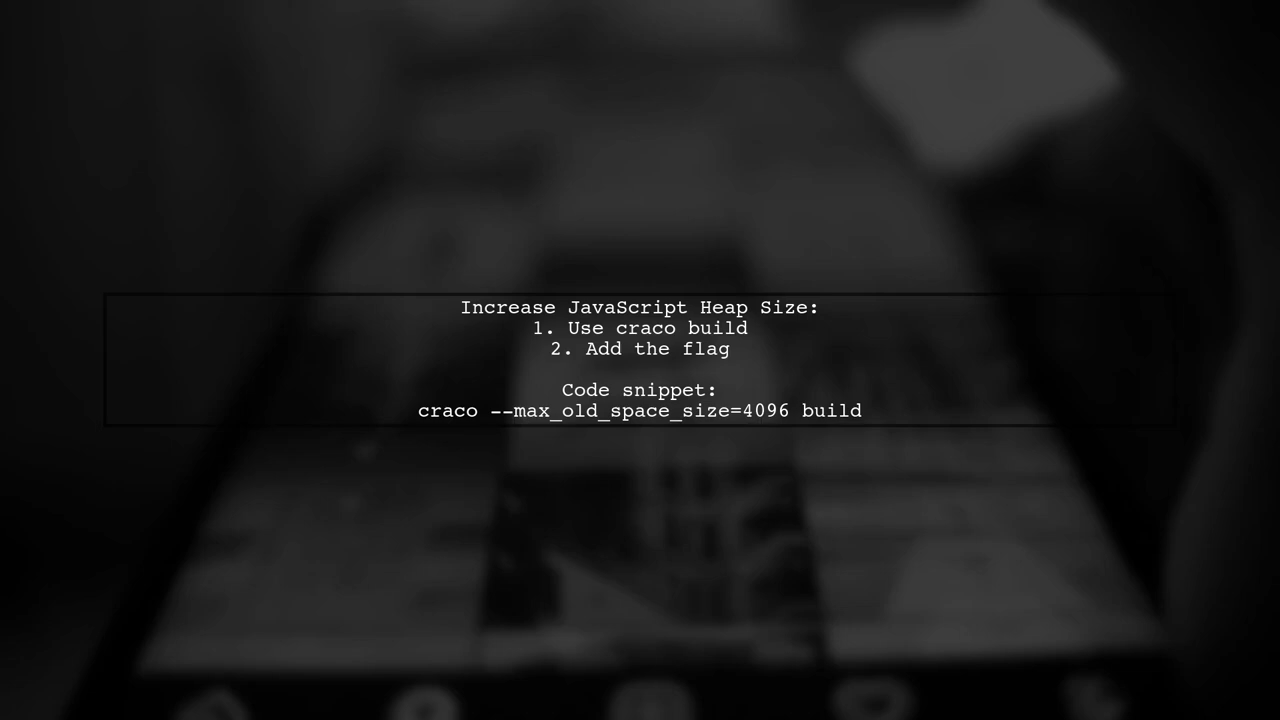 Increase JavaScript Heap Size:
1. Use craco build
2. Add the flag
Code snippet:
craco --max_old_space_size=4096 build